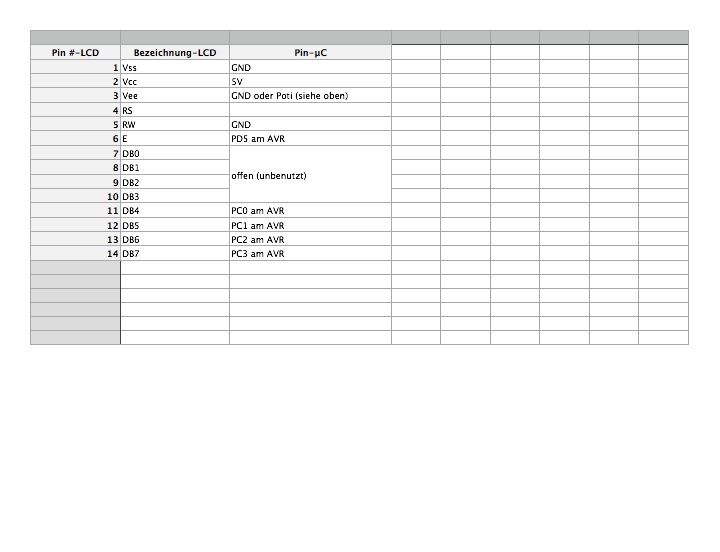 Pin #-LCD Bezeichnung-LCD Pin-µC
1 Vss GND
2 Vcc 5V
3 Vee GND oder Poti (siehe oben)
4 RS
5 RW GND
6 E PD5 am AVR
7 DB0
8 DB1
offen (unbenutzt)
9 DB2
10 DB3
11 DB4 PC0 am AVR
12 DB5 PC1 am AVR
13 DB6 PC2 am AVR
14 DB7 PC3 am AVR